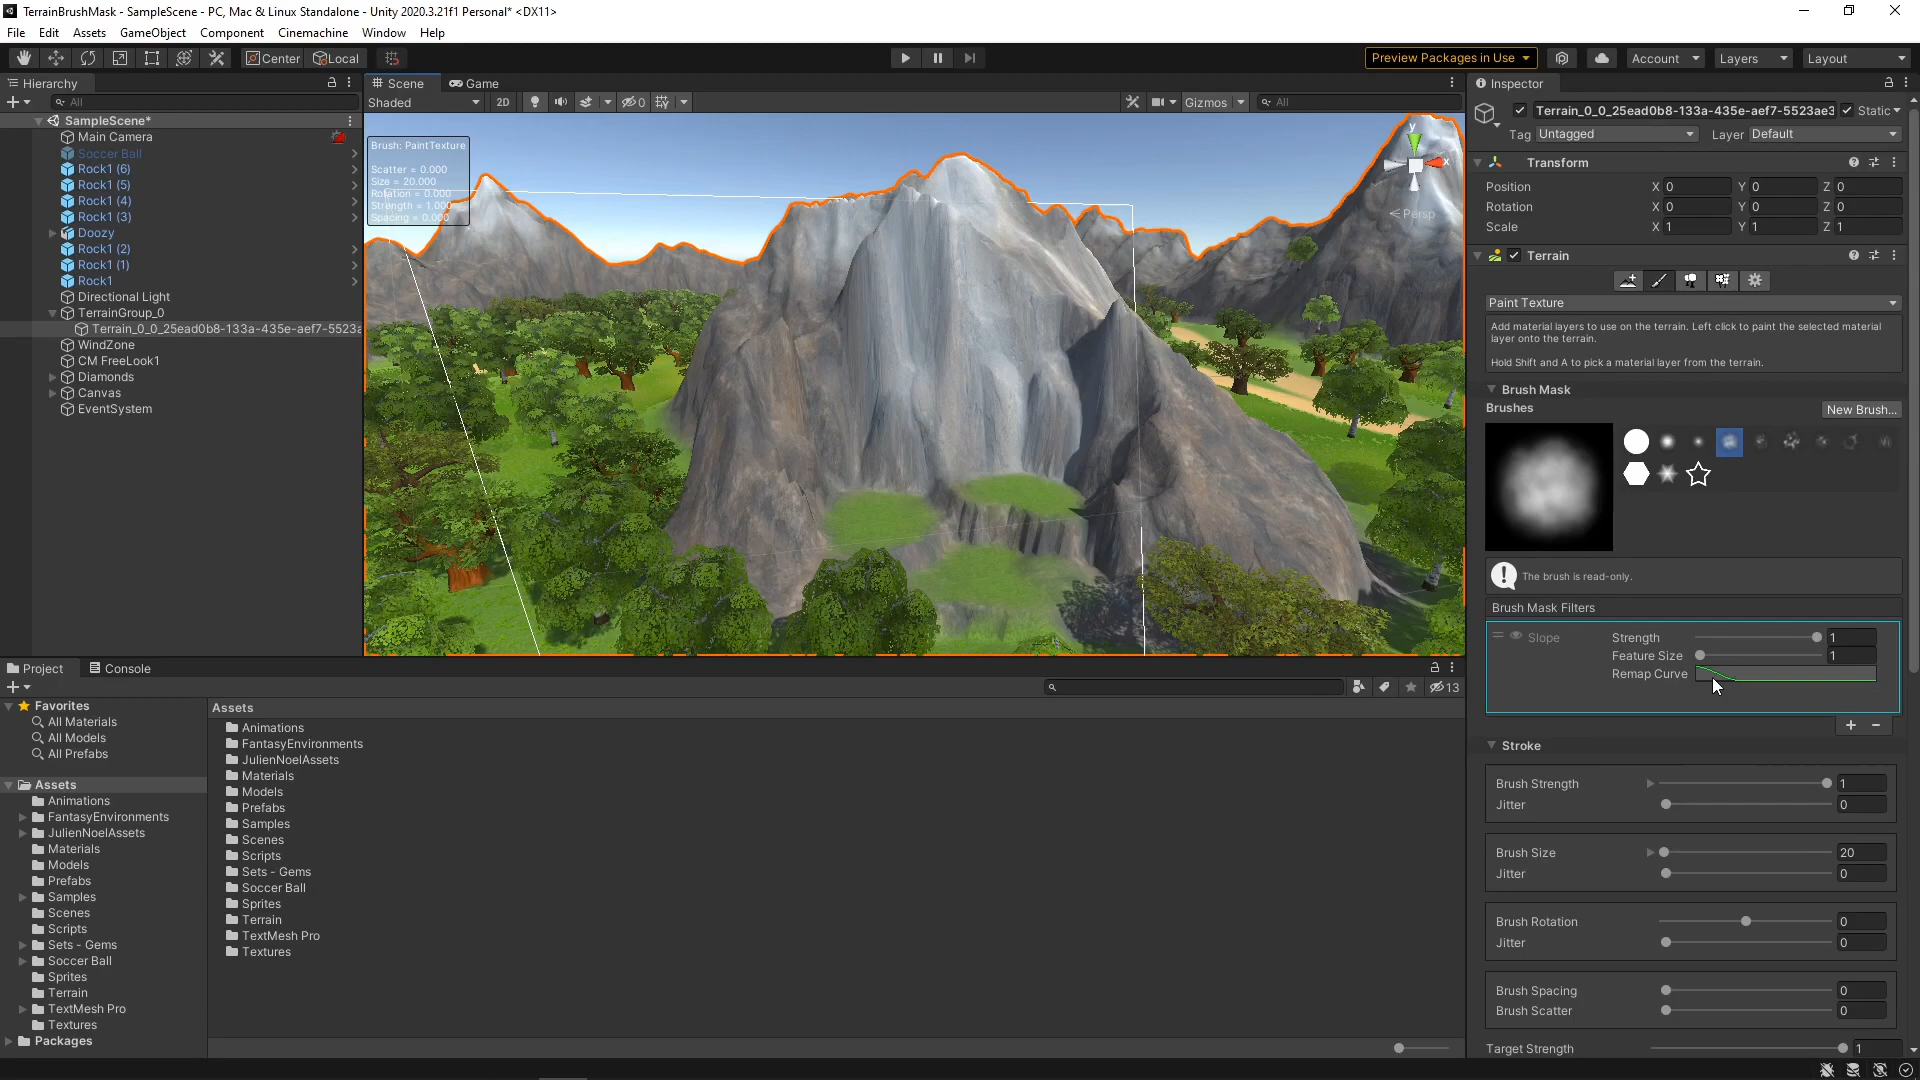 TerrainBrushMask - SampleScene - PC, Mac & Linux Standalone - Unity 2020.3.21f1 Personal* <DX11>
File Edit Assets GameObject Component Cinemachine Window Help
Center Local Preview Packages in Use Account Layers Layout
Hierarchy
All
SampleScene*
Main Camera
Soccer Ball
Rock1 (6)
Rock1 (5)
Rock1 (4)
Rock1 (3)
Doozy
Rock1 (2)
Rock1 (1)
Rock1
Directional Light
TerrainGroup_0
Terrain_0_0_25ead0b8-133a-435e-aef7-5523a
WindZone
CM FreeLook1
Diamonds
Canvas
EventSystem
Scene Game
Shaded 2D 0 Gizmos All
Brush: PaintTexture
Scatter = 0.000
Size = 20.000
Rotation = 0.000
Strength = 1.000
Spacing = 0.000
y
x
Persp
Inspector
Terrain_0_0_25ead0b8-133a-435e-aef7-5523ae3 Static
Tag Untagged Layer Default
Transform
Position X 0 Y 0 Z 0
Rotation X 0 Y 0 Z 0
Scale X 1 Y 1 Z 1
Terrain
Paint Texture
Add material layers to use on the terrain. Left click to paint the selected material
layer onto the terrain.
Hold Shift and A to pick a material layer from the terrain.
Brush Mask
Brushes New Brush...
The brush is read-only.
Brush Mask Filters
Slope Strength 1
Feature Size 1
Remap Curve
Stroke
Brush Strength 1
Jitter 0
Brush Size 20
Jitter 0
Brush Rotation 0
Jitter 0
Brush Spacing 0
Brush Scatter 0
Target Strength 1
Project Console
13
Favorites
All Materials
All Models
All Prefabs
Assets
Animations
FantasyEnvironments
JulienNoelAssets
Materials
Models
Prefabs
Samples
Scenes
Scripts
Sets - Gems
Soccer Ball
Sprites
Terrain
TextMesh Pro
Textures
Packages
Assets
Animations
FantasyEnvironments
JulienNoelAssets
Materials
Models
Prefabs
Samples
Scenes
Scripts
Sets - Gems
Soccer Ball
Sprites
Terrain
TextMesh Pro
Textures